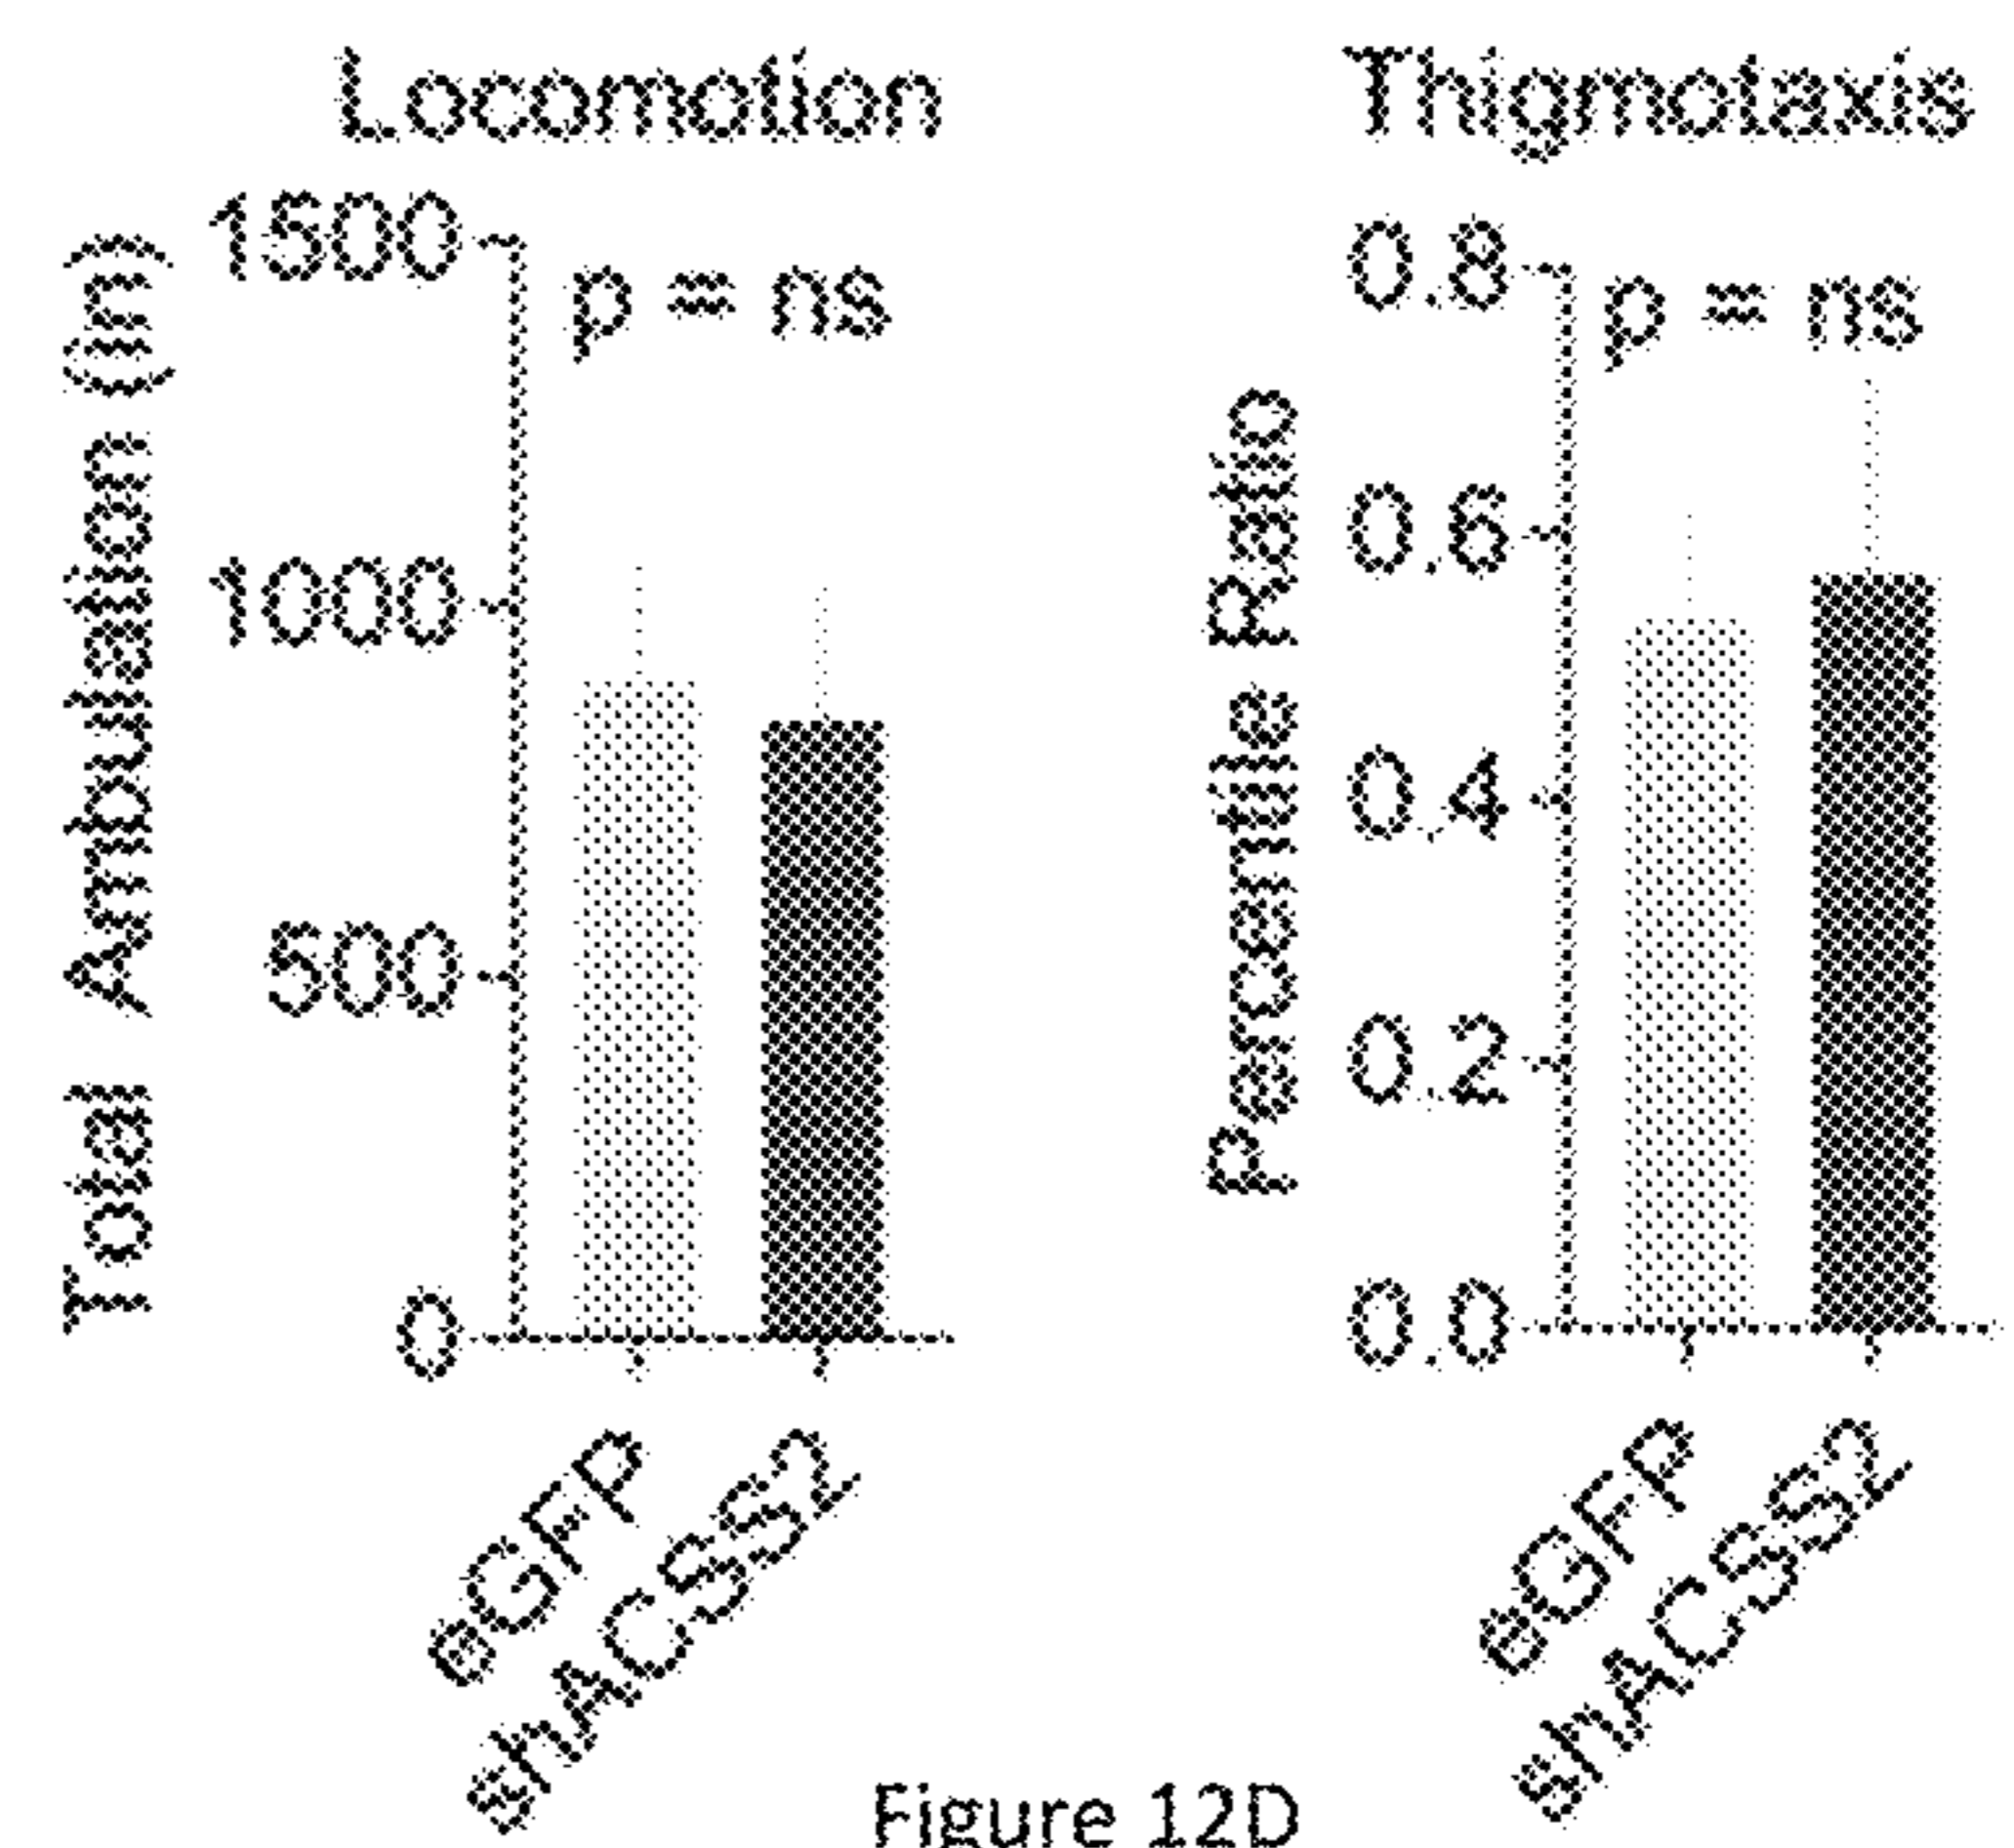 Locomotion
Total Ambulation (in)
1500
1000
500
0
p = ns
eGFP
shACSS2
Thigmotaxis
Percentile Ratio
0.8
0.6
0.4
0.2
0.0
p = ns
eGFP
shACSS2
Figure 12D